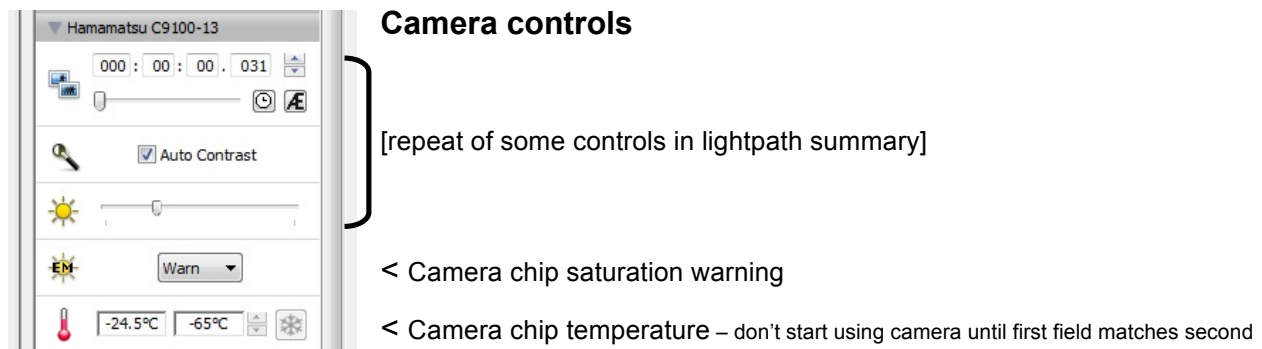 Hamamatsu C9100-13
Camera controls
000 : 00 : 00 . 031
Æ
Auto Contrast
[repeat of some controls in lightpath summary]
EM
Warn
< Camera chip saturation warning
-24.5°C -65°C
< Camera chip temperature – don't start using camera until first field matches second